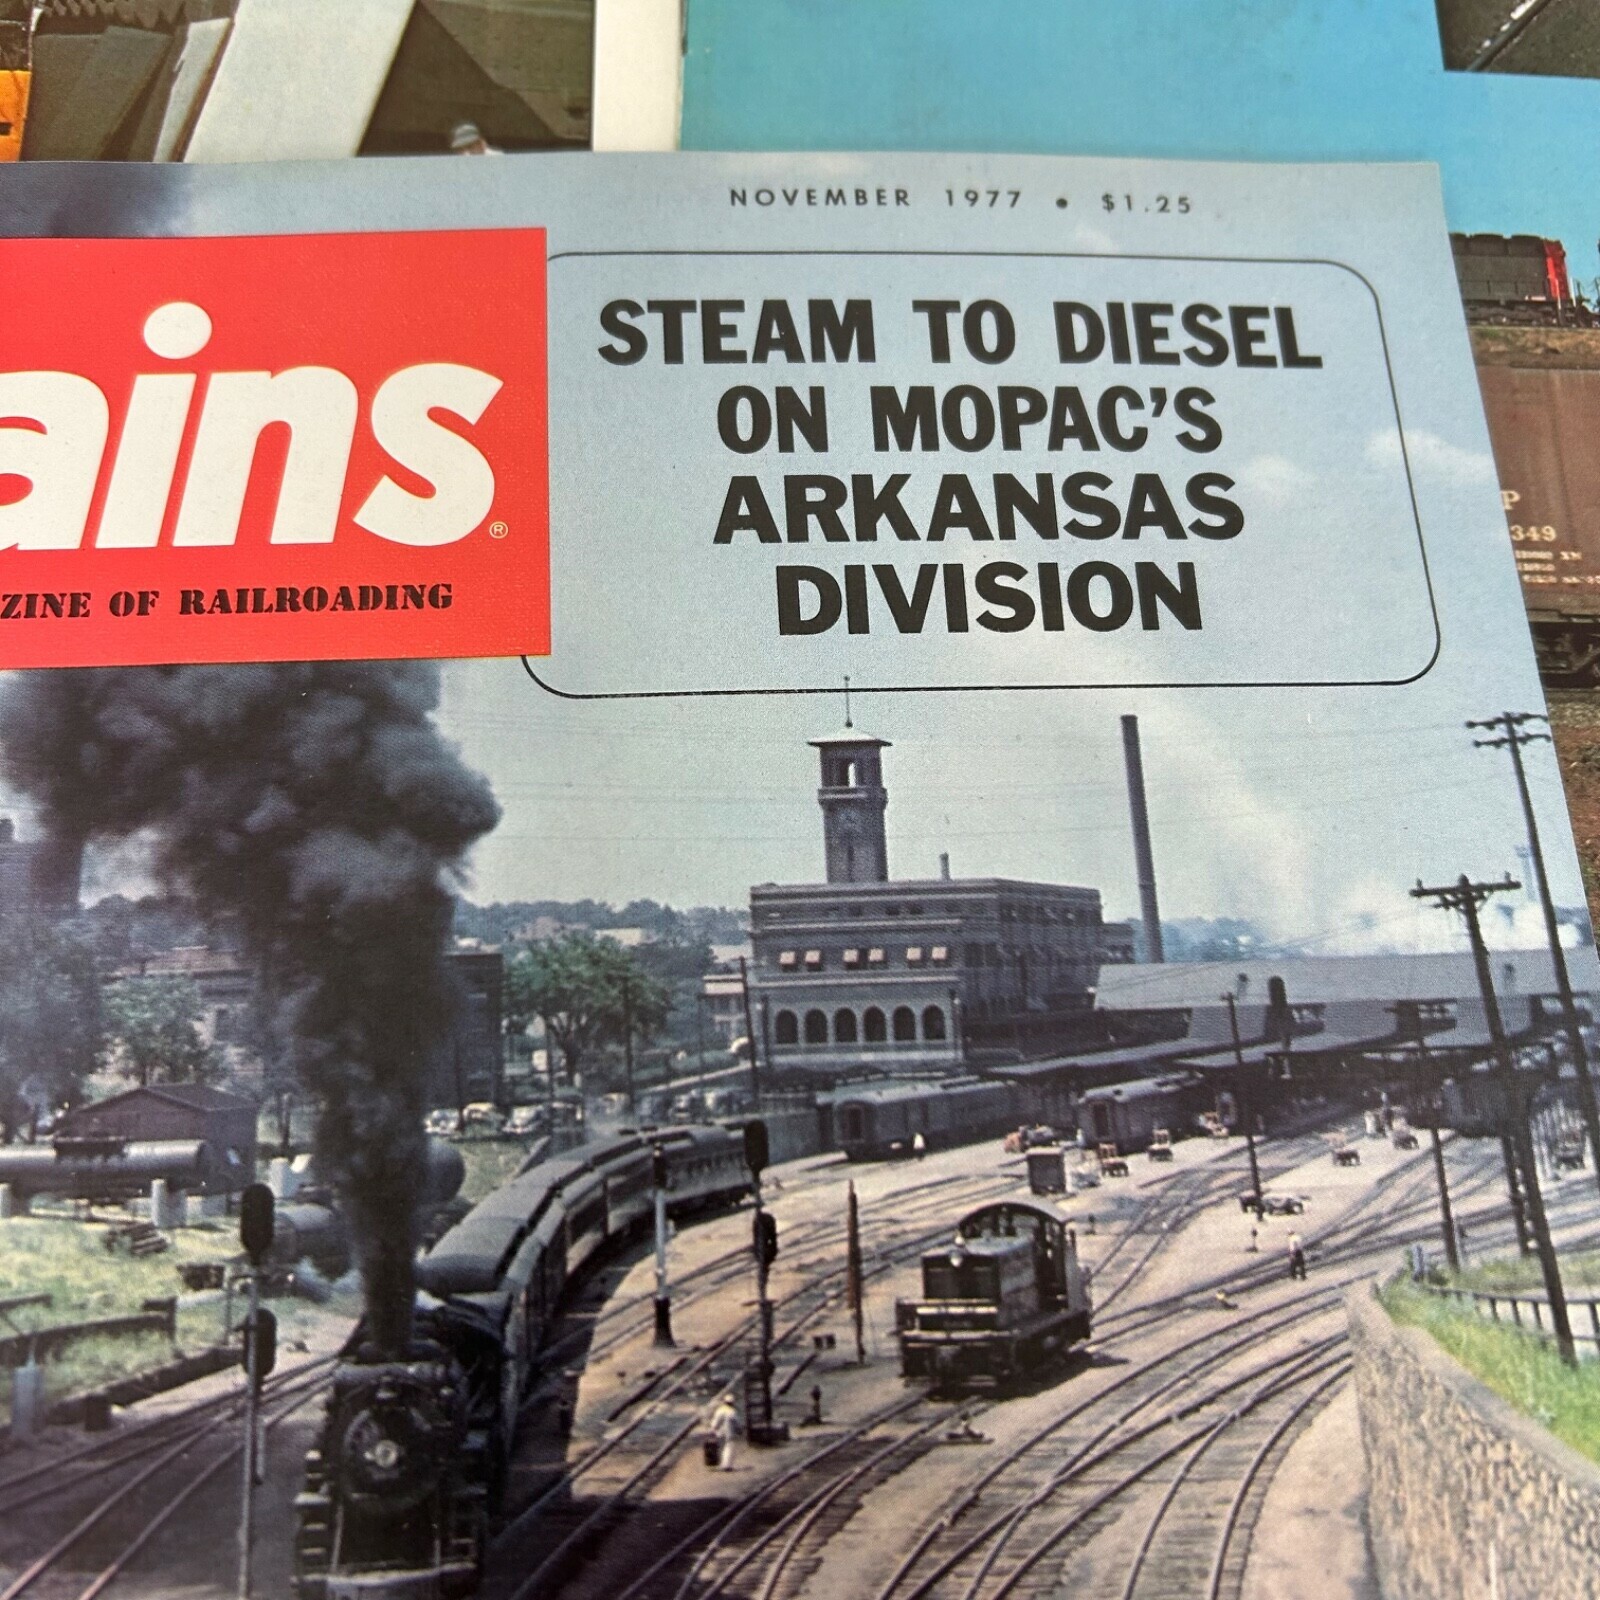 NOVEMBER 1977 • $1.25
ains®
ZINE OF RAILROADING
STEAM TO DIESEL
ON MOPAC'S
ARKANSAS
DIVISION
P
349